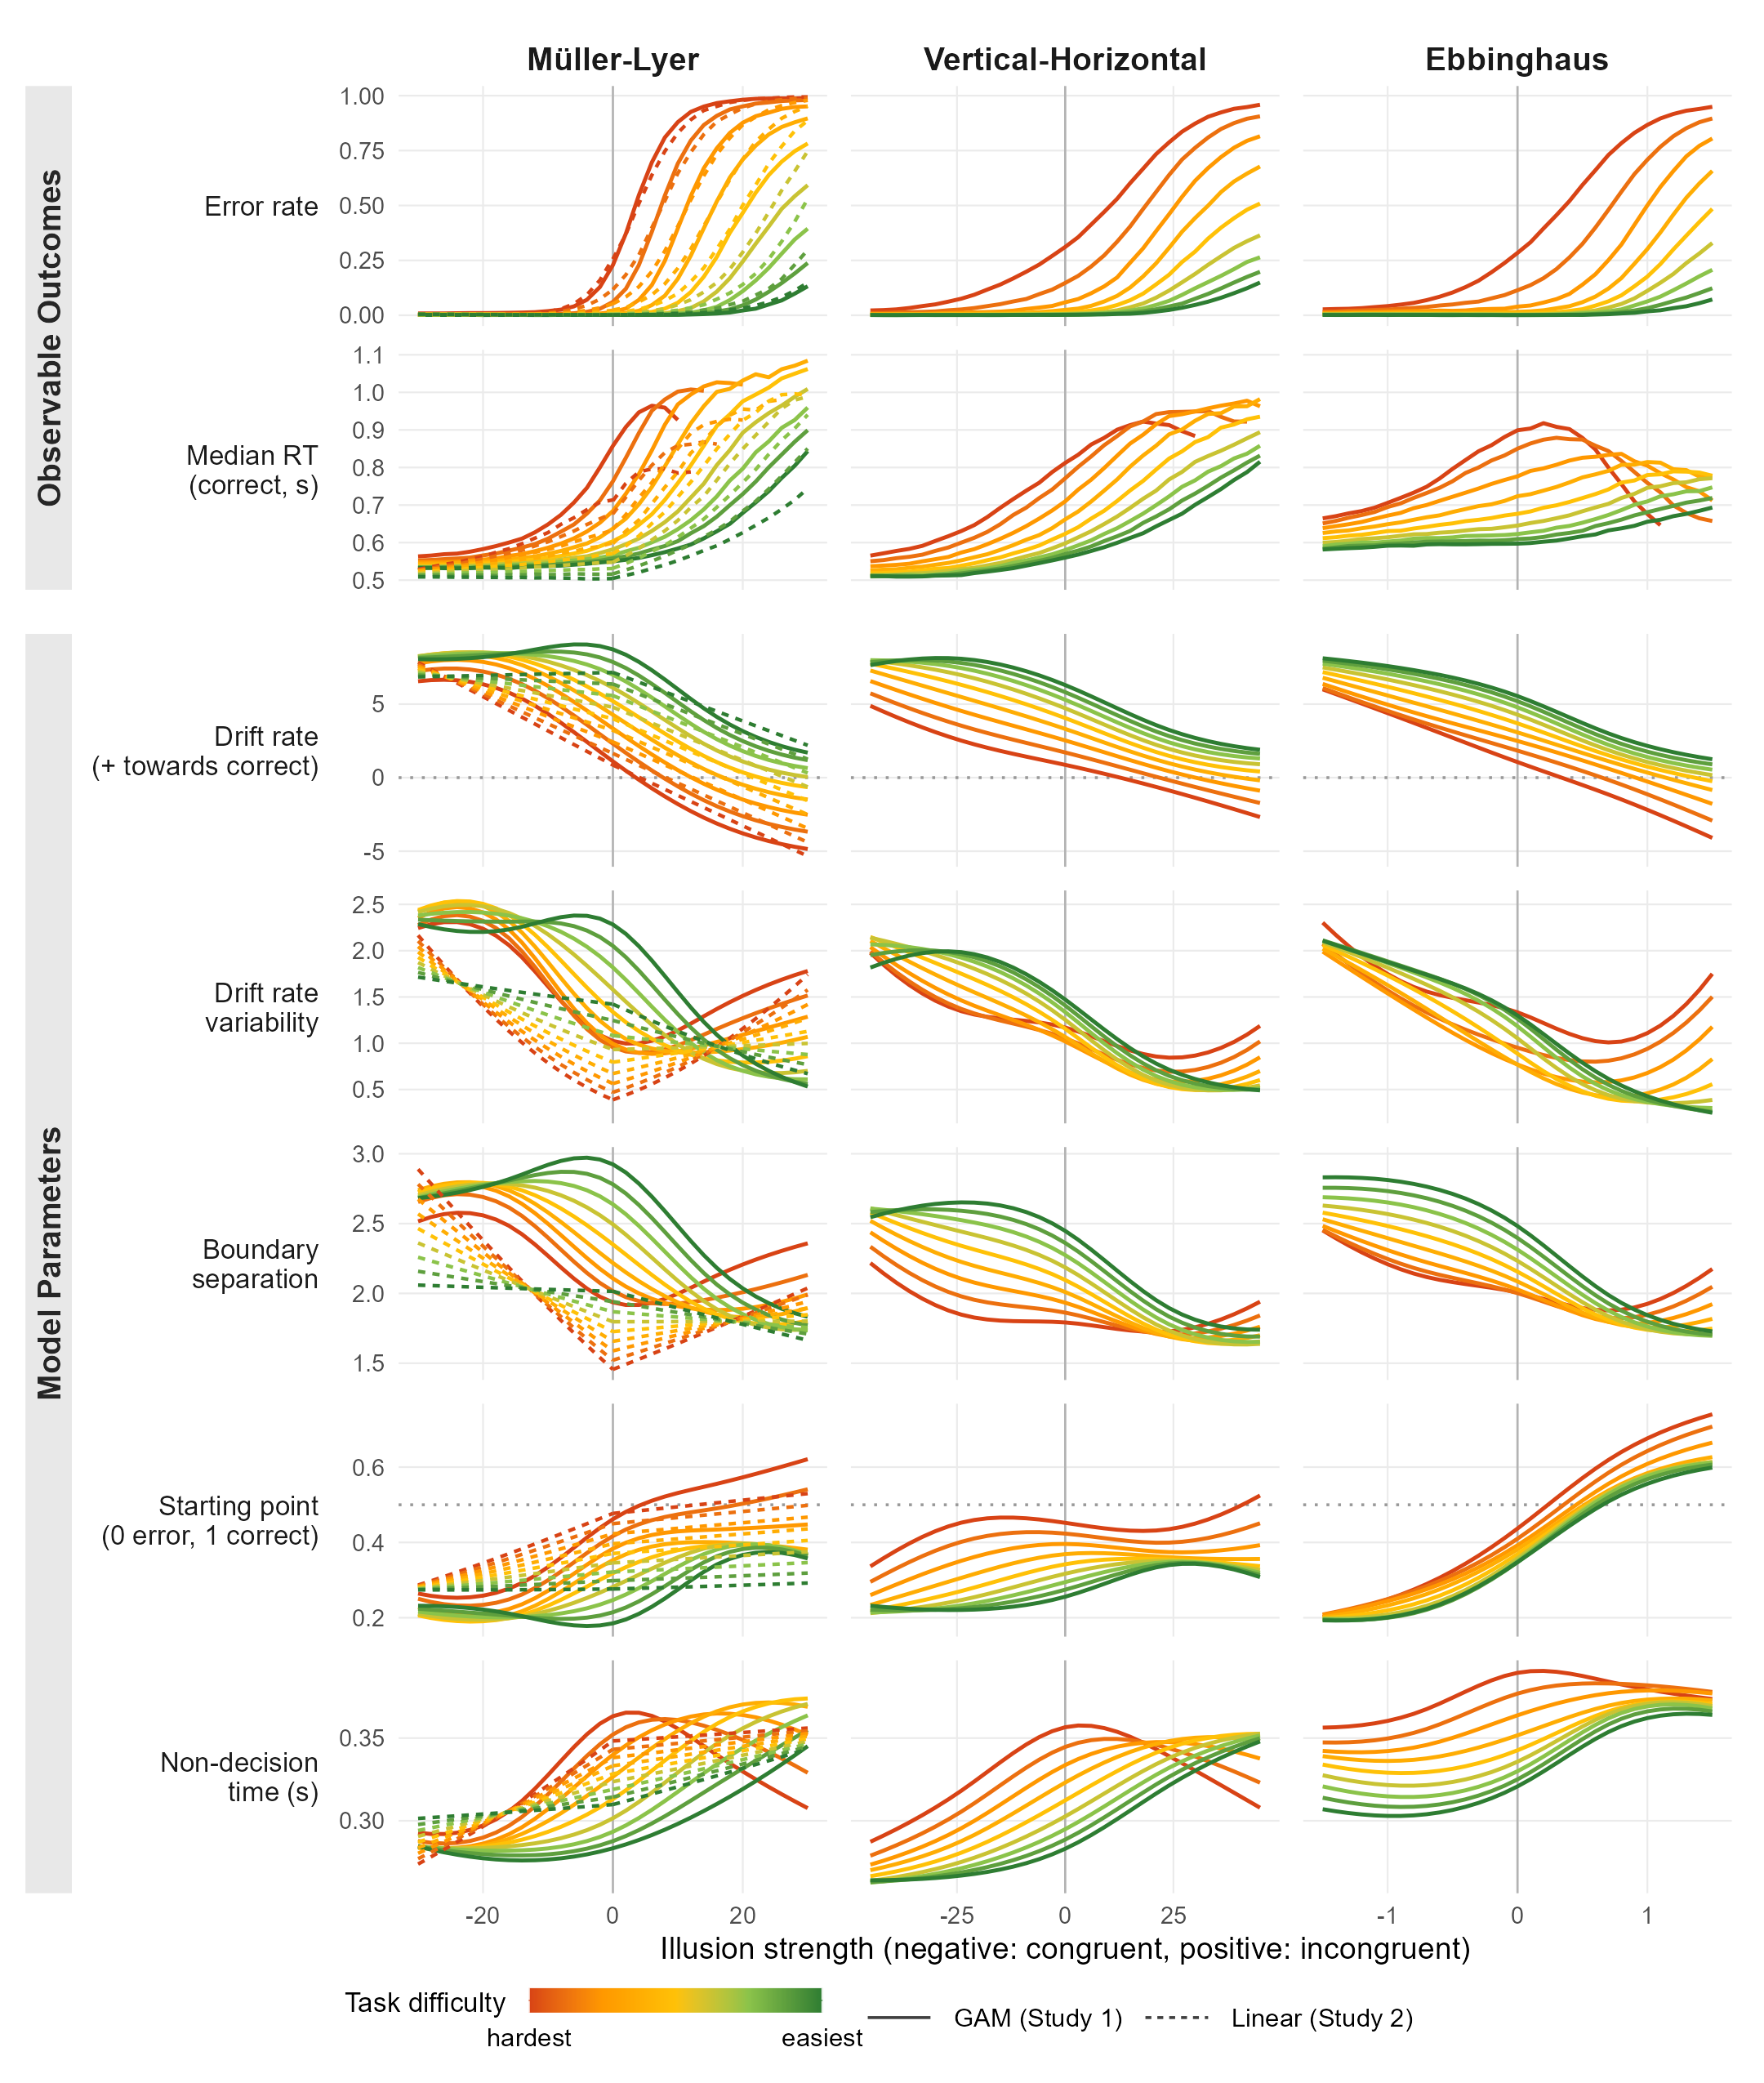 Müller-Lyer
Vertical-Horizontal
Ebbinghaus
Observable Outcomes
Error rate
1.00
0.75
0.50
0.25
0.00
Median RT
(correct, s)
1.1
1.0
0.9
0.8
0.7
0.6
0.5
Model Parameters
Drift rate
(+ towards correct)
5
0
-5
Drift rate
variability
2.5
2.0
1.5
1.0
0.5
Boundary
separation
3.0
2.5
2.0
1.5
Starting point
(0 error, 1 correct)
0.6
0.4
0.2
Non-decision
time (s)
0.35
0.30
-20 0 20
-25 0 25
-1 0 1
Illusion strength (negative: congruent, positive: incongruent)
Task difficulty
hardest easiest
GAM (Study 1)
Linear (Study 2)